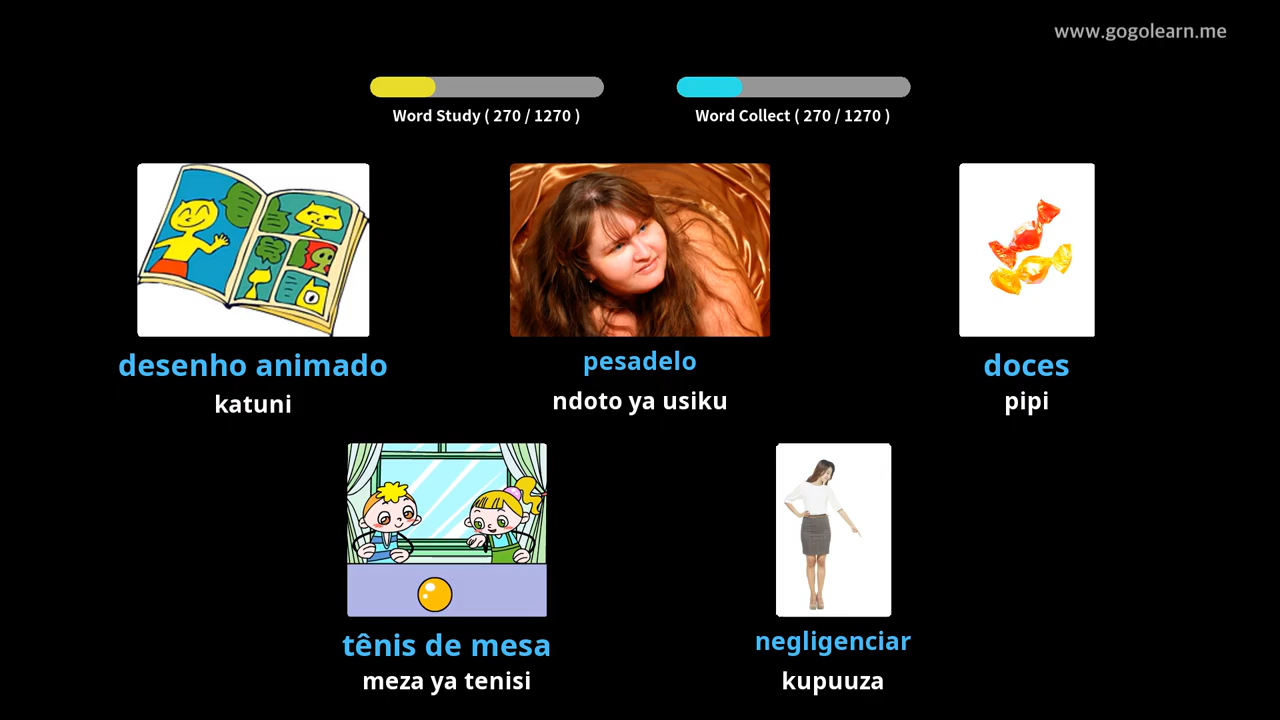 www.gogolearn.me
Word Study ( 270 / 1270 )
Word Collect ( 270 / 1270 )
desenho animado
katuni
pesadelo
ndoto ya usiku
doces
pipi
tênis de mesa
meza ya tenisi
negligenciar
kupuuza